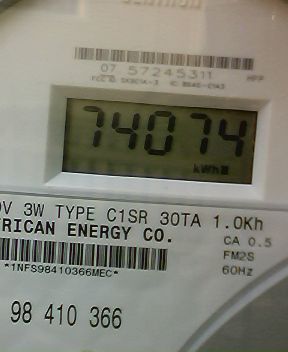 07 57245311
HPP
74074
kWh
0V 3W TYPE C1SR 30TA 1.0Kh
RICAN ENERGY CO.
CA 0.5
FM2S
60Hz
*1NFS98410366MEC*
98 410 366